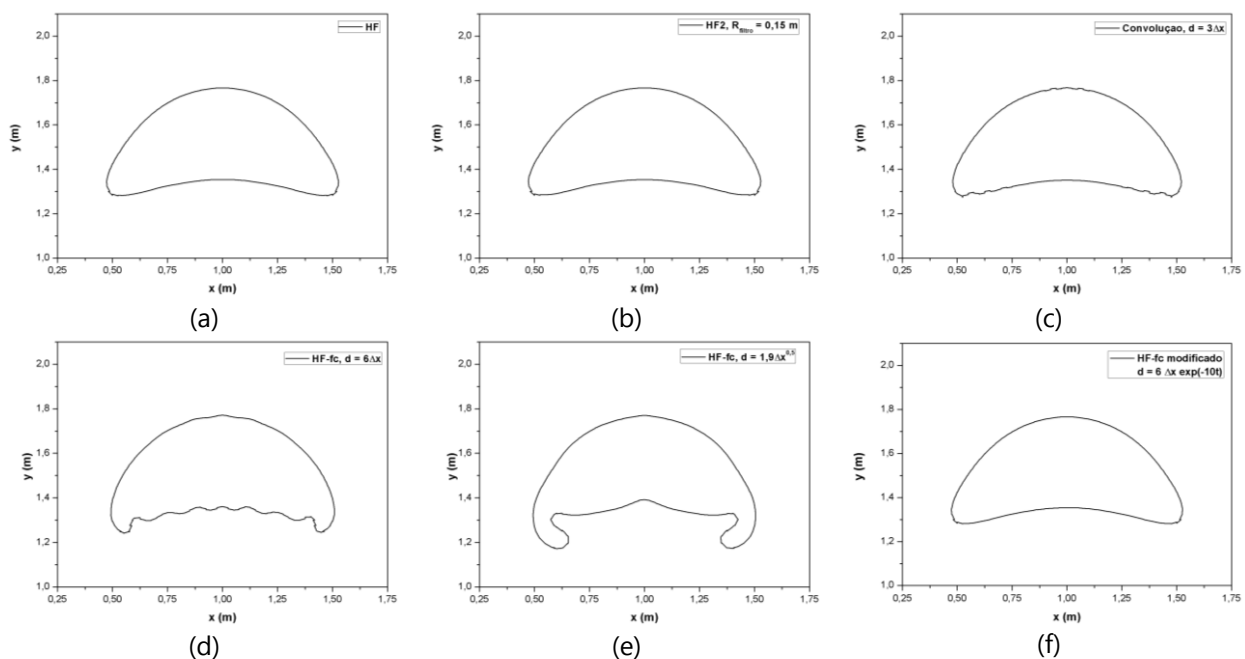 HF
y (m)
2,0
1,8
1,6
1,4
1,2
1,0
0,25 0,50 0,75 1,00 1,25 1,50 1,75
x (m)
(a)
HF2, R_filtro = 0,15 m
y (m)
2,0
1,8
1,6
1,4
1,2
1,0
0,25 0,50 0,75 1,00 1,25 1,50 1,75
x (m)
(b)
Convoluçao, d = 3Δx
y (m)
2,0
1,8
1,6
1,4
1,2
1,0
0,25 0,50 0,75 1,00 1,25 1,50 1,75
x (m)
(c)
HF-fc, d = 6Δx
y (m)
2,0
1,8
1,6
1,4
1,2
1,0
0,25 0,50 0,75 1,00 1,25 1,50 1,75
x (m)
(d)
HF-fc, d = 1,9Δx^0,5
y (m)
2,0
1,8
1,6
1,4
1,2
1,0
0,25 0,50 0,75 1,00 1,25 1,50 1,75
x (m)
(e)
HF-fc modificado
d = 6 Δx exp(-10t)
y (m)
2,0
1,8
1,6
1,4
1,2
1,0
0,25 0,50 0,75 1,00 1,25 1,50 1,75
x (m)
(f)